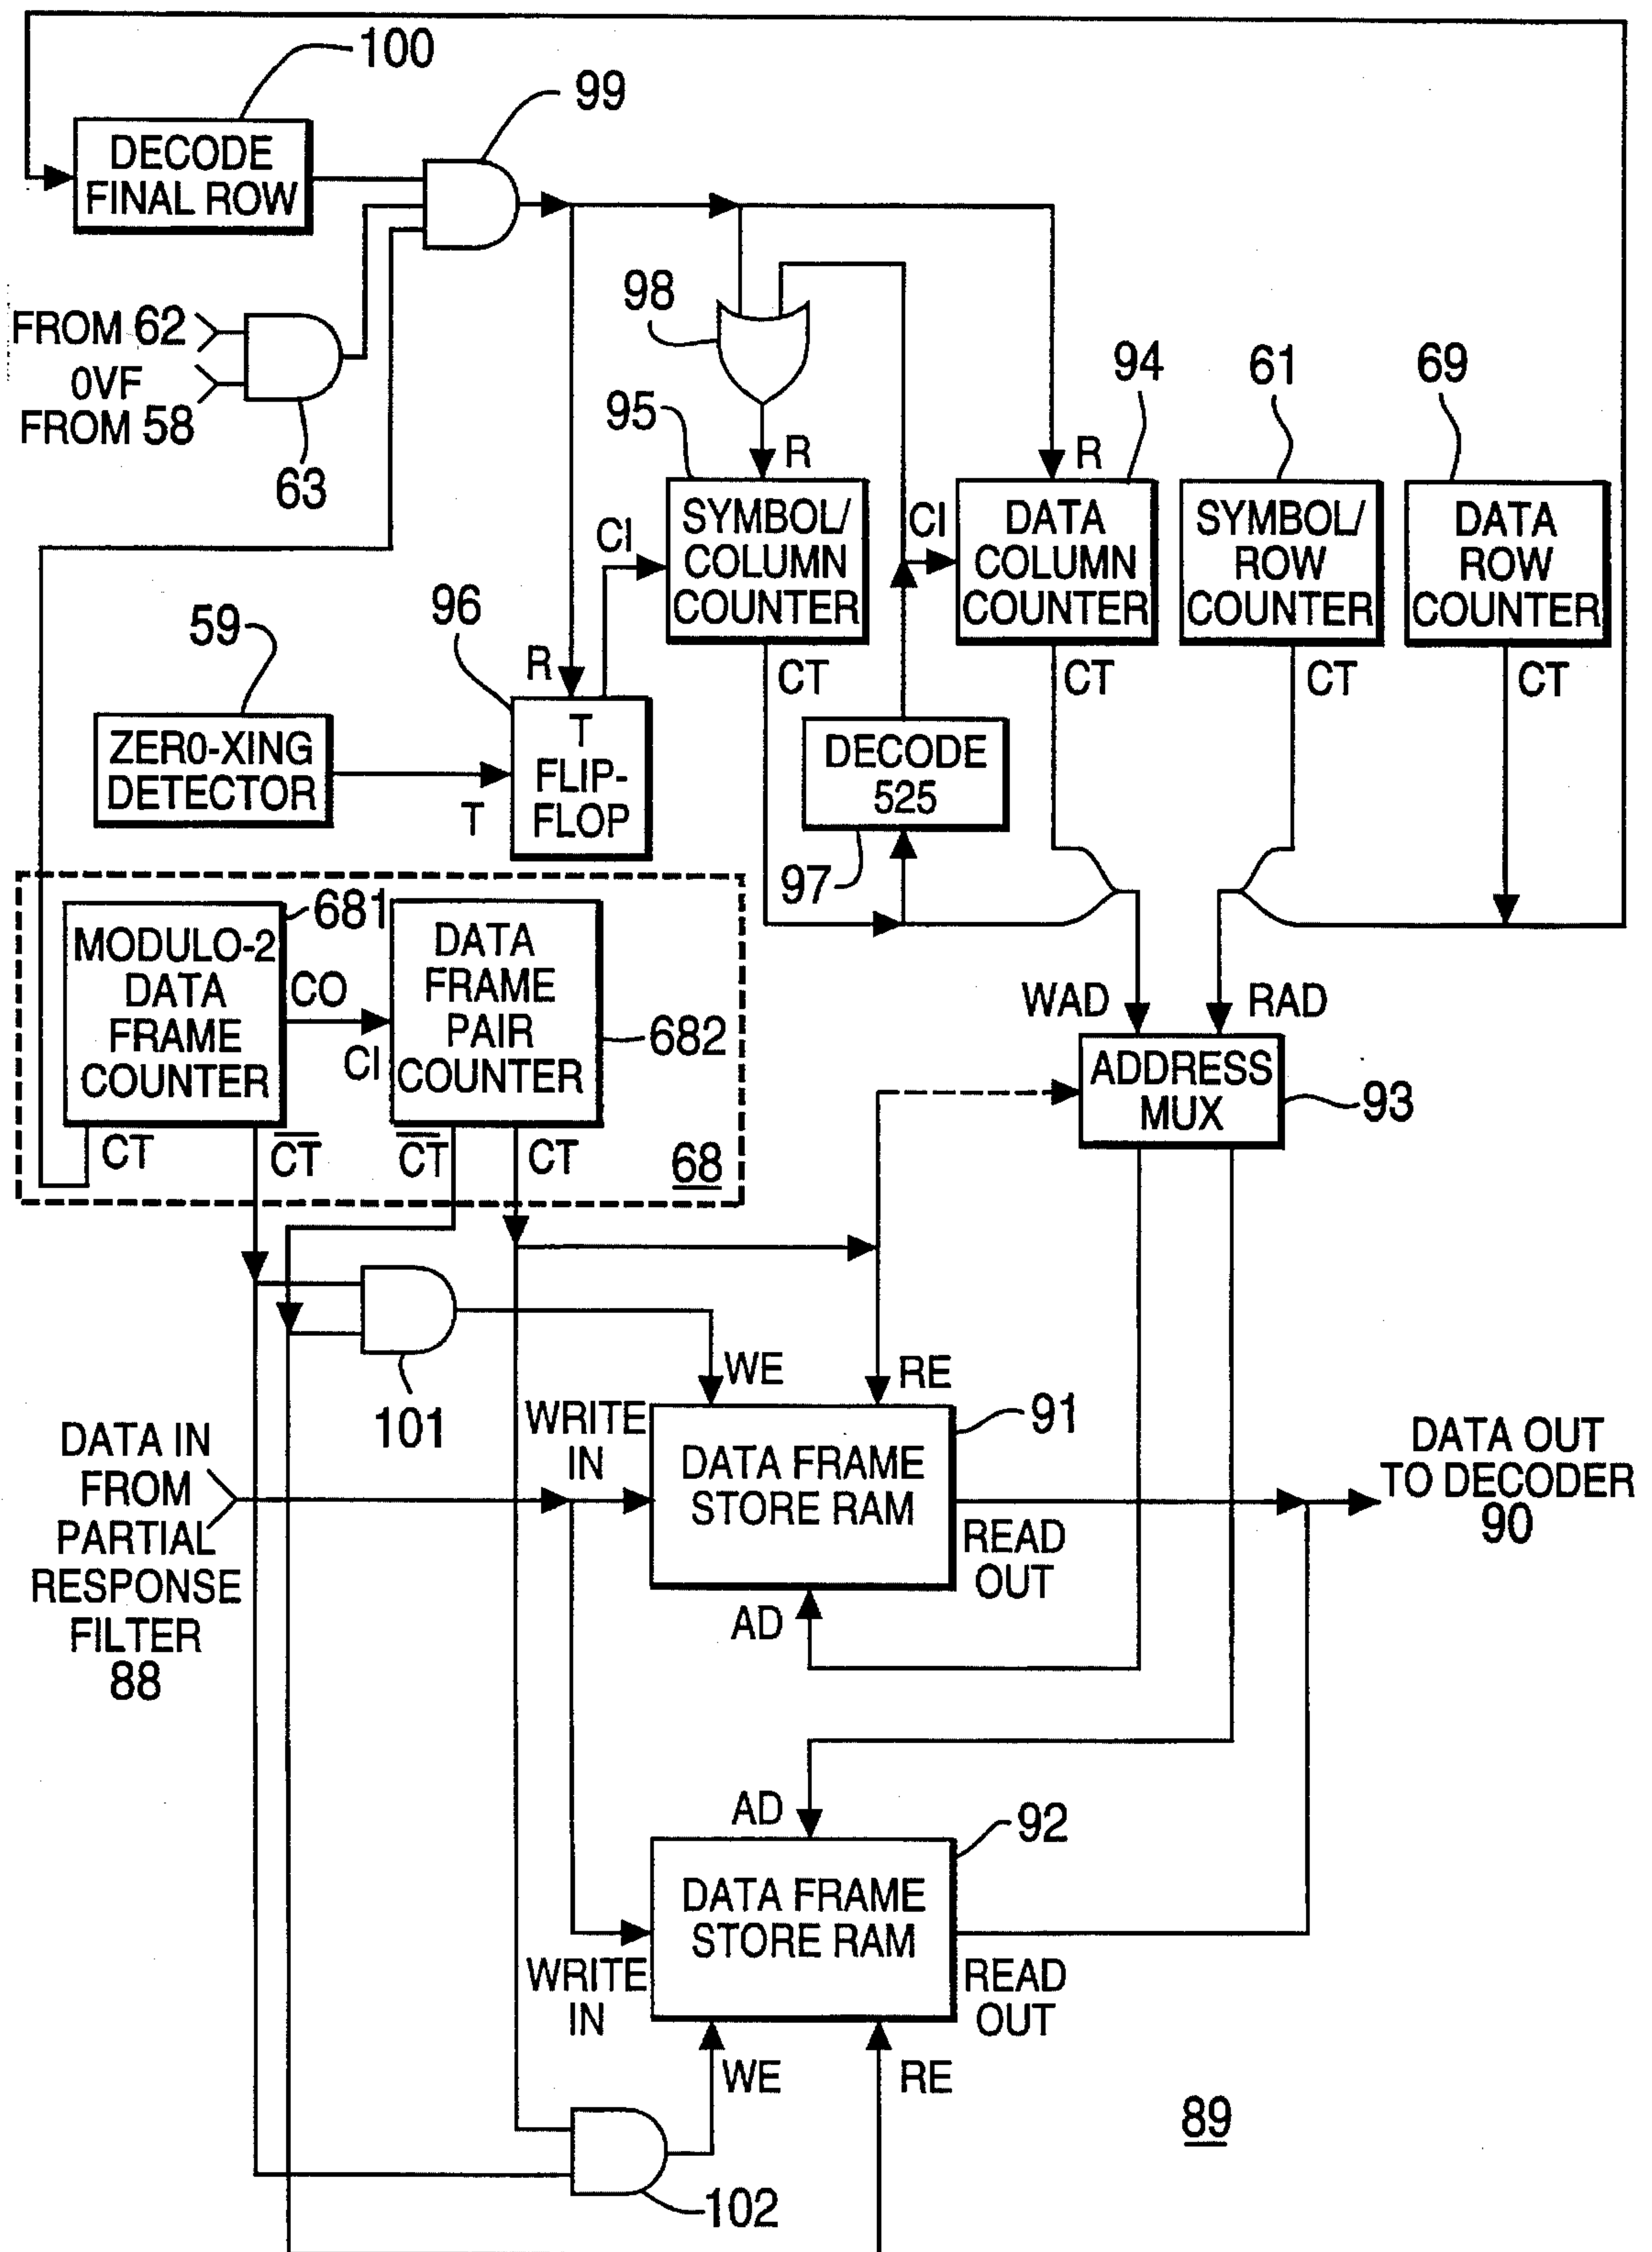 100
DECODE
FINAL ROW
99
FROM 62
0VF
FROM 58
63
98
95
R
R
94
61
69
CI
SYMBOL/
COLUMN
COUNTER
CI
DATA
COLUMN
COUNTER
SYMBOL/
ROW
COUNTER
DATA
ROW
COUNTER
CT
CT
CT
CT
59
ZER0-XING
DETECTOR
96
R
T
T
FLIP-
FLOP
DECODE
525
97
681
MODULO-2
DATA
FRAME
COUNTER
CO
CI
DATA
FRAME
PAIR
COUNTER
682
CT
C̅T̅
C̅T̅
CT
68
WAD
RAD
ADDRESS
MUX
93
101
WE
RE
91
DATA IN
FROM
PARTIAL
RESPONSE
FILTER
88
WRITE
IN
DATA FRAME
STORE RAM
READ
OUT
AD
DATA OUT
TO DECODER
90
AD
92
DATA FRAME
STORE RAM
WRITE
IN
READ
OUT
WE
RE
102
89